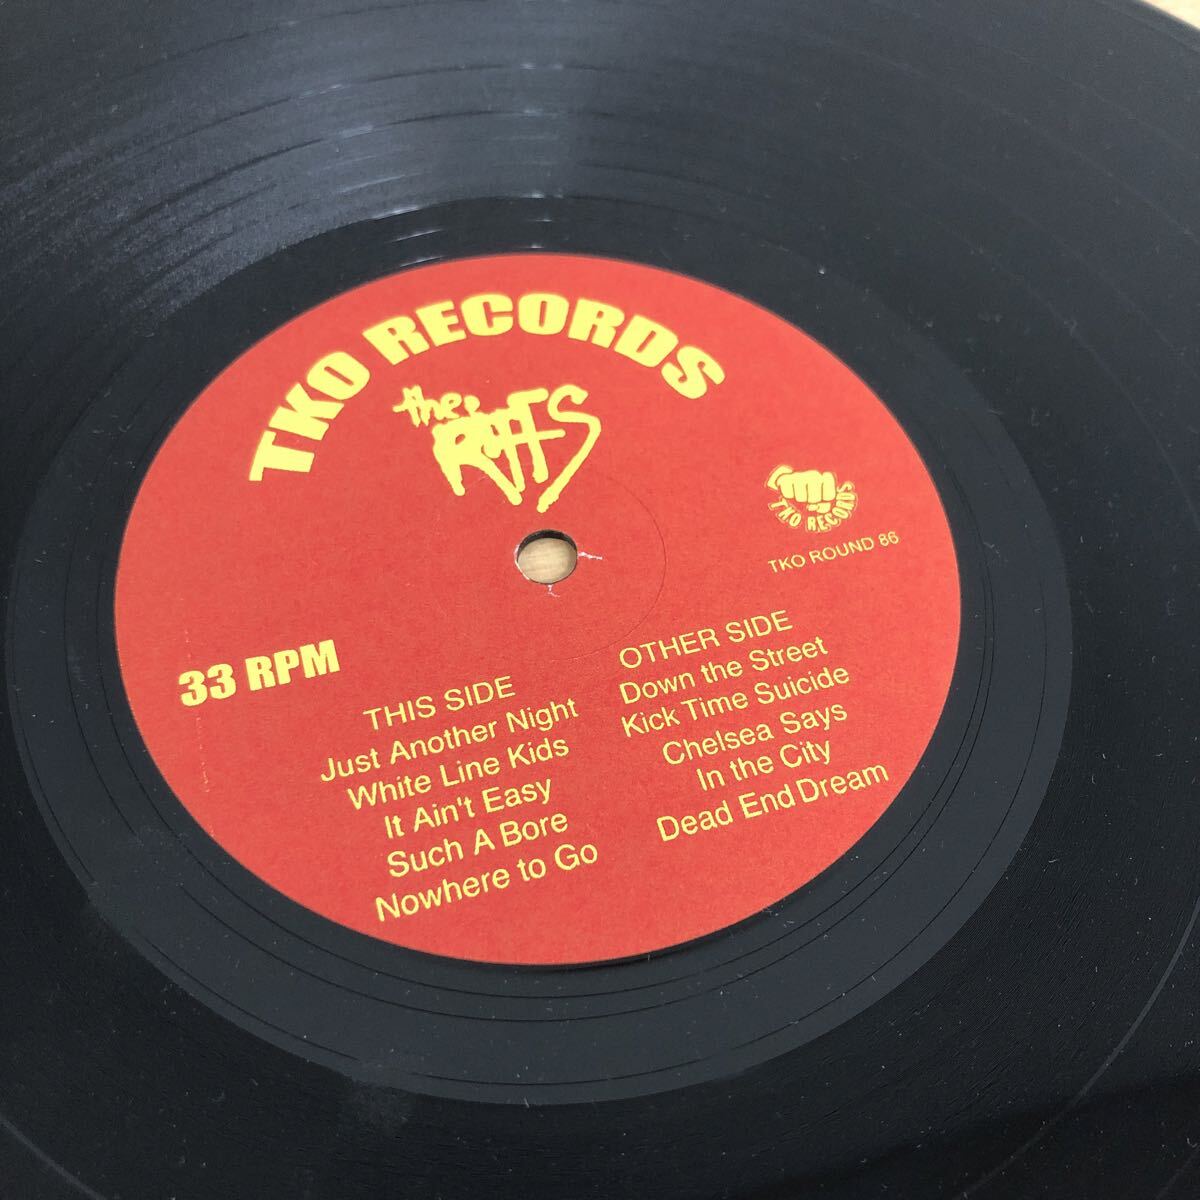 TKO RECORDS
the RiffS
TKO RECORDS
TKO ROUND 86
33 RPM
THIS SIDE
Just Another Night
White Line Kids
It Ain't Easy
Such A Bore
Nowhere to Go
OTHER SIDE
Down the Street
Kick Time Suicide
Chelsea Says
In the City
Dead End Dream